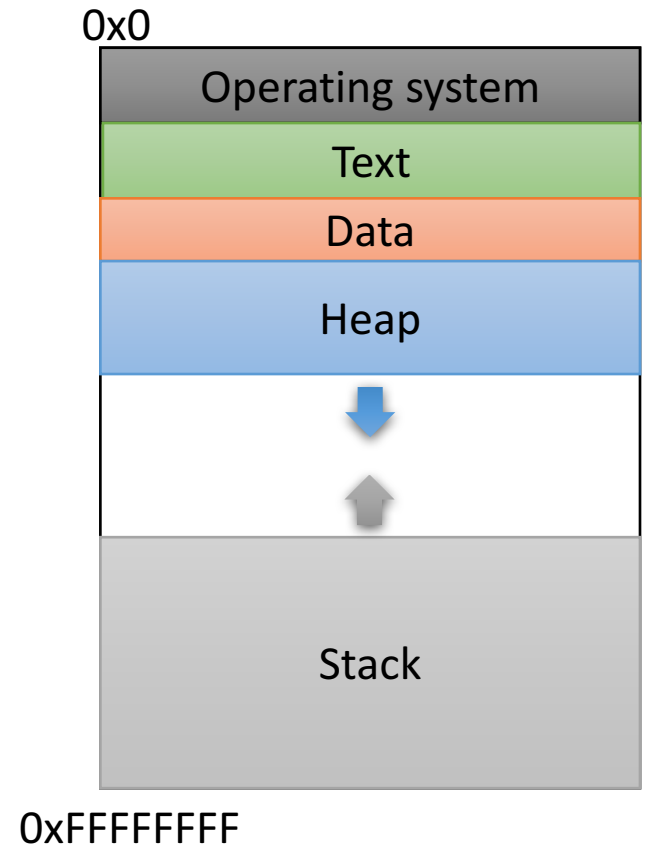 0x0
Operating system
Text
Data
Heap
Stack
0xFFFFFFFF